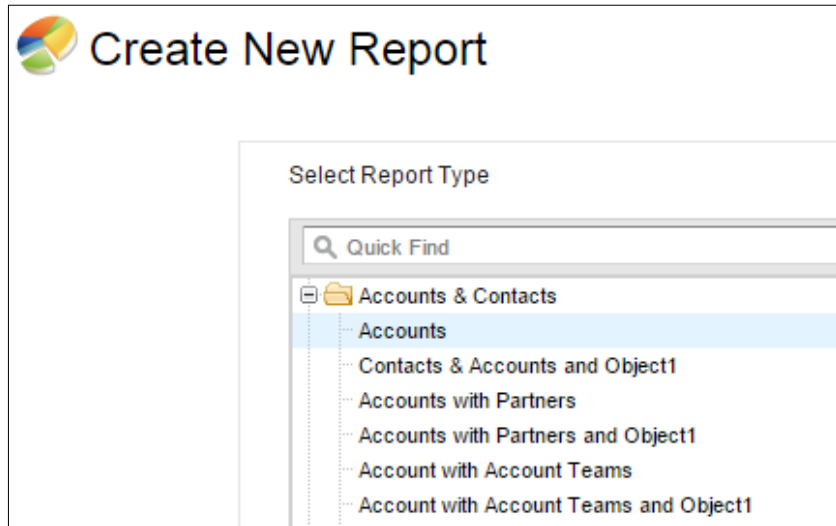 Create New Report
Select Report Type
Quick Find
Accounts & Contacts
Accounts
Contacts & Accounts and Object1
Accounts with Partners
Accounts with Partners and Object1
Account with Account Teams
Account with Account Teams and Object1